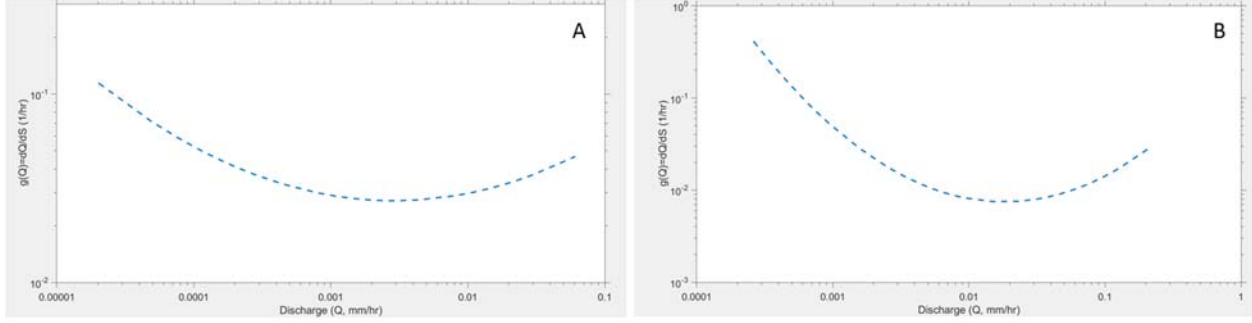 A
g(Q)=dQ/dS (1/hr)
10⁻¹
10⁻²
0.00001
0.0001
0.001
0.01
0.1
Discharge (Q, mm/hr)
B
g(Q)=dQ/dS (1/hr)
10⁰
10⁻¹
10⁻²
10⁻³
0.0001
0.001
0.01
0.1
1
Discharge (Q, mm/hr)